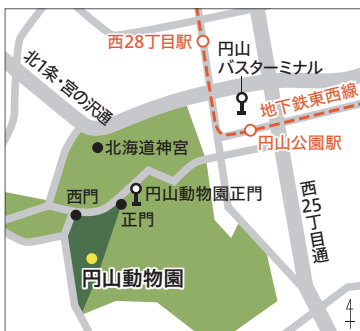 西28丁目駅
円山
バスターミナル
北1条・宮の沢通
地下鉄東西線
円山公園駅
北海道神宮
西門
円山動物園正門
正門
西25丁目通
円山動物園
4